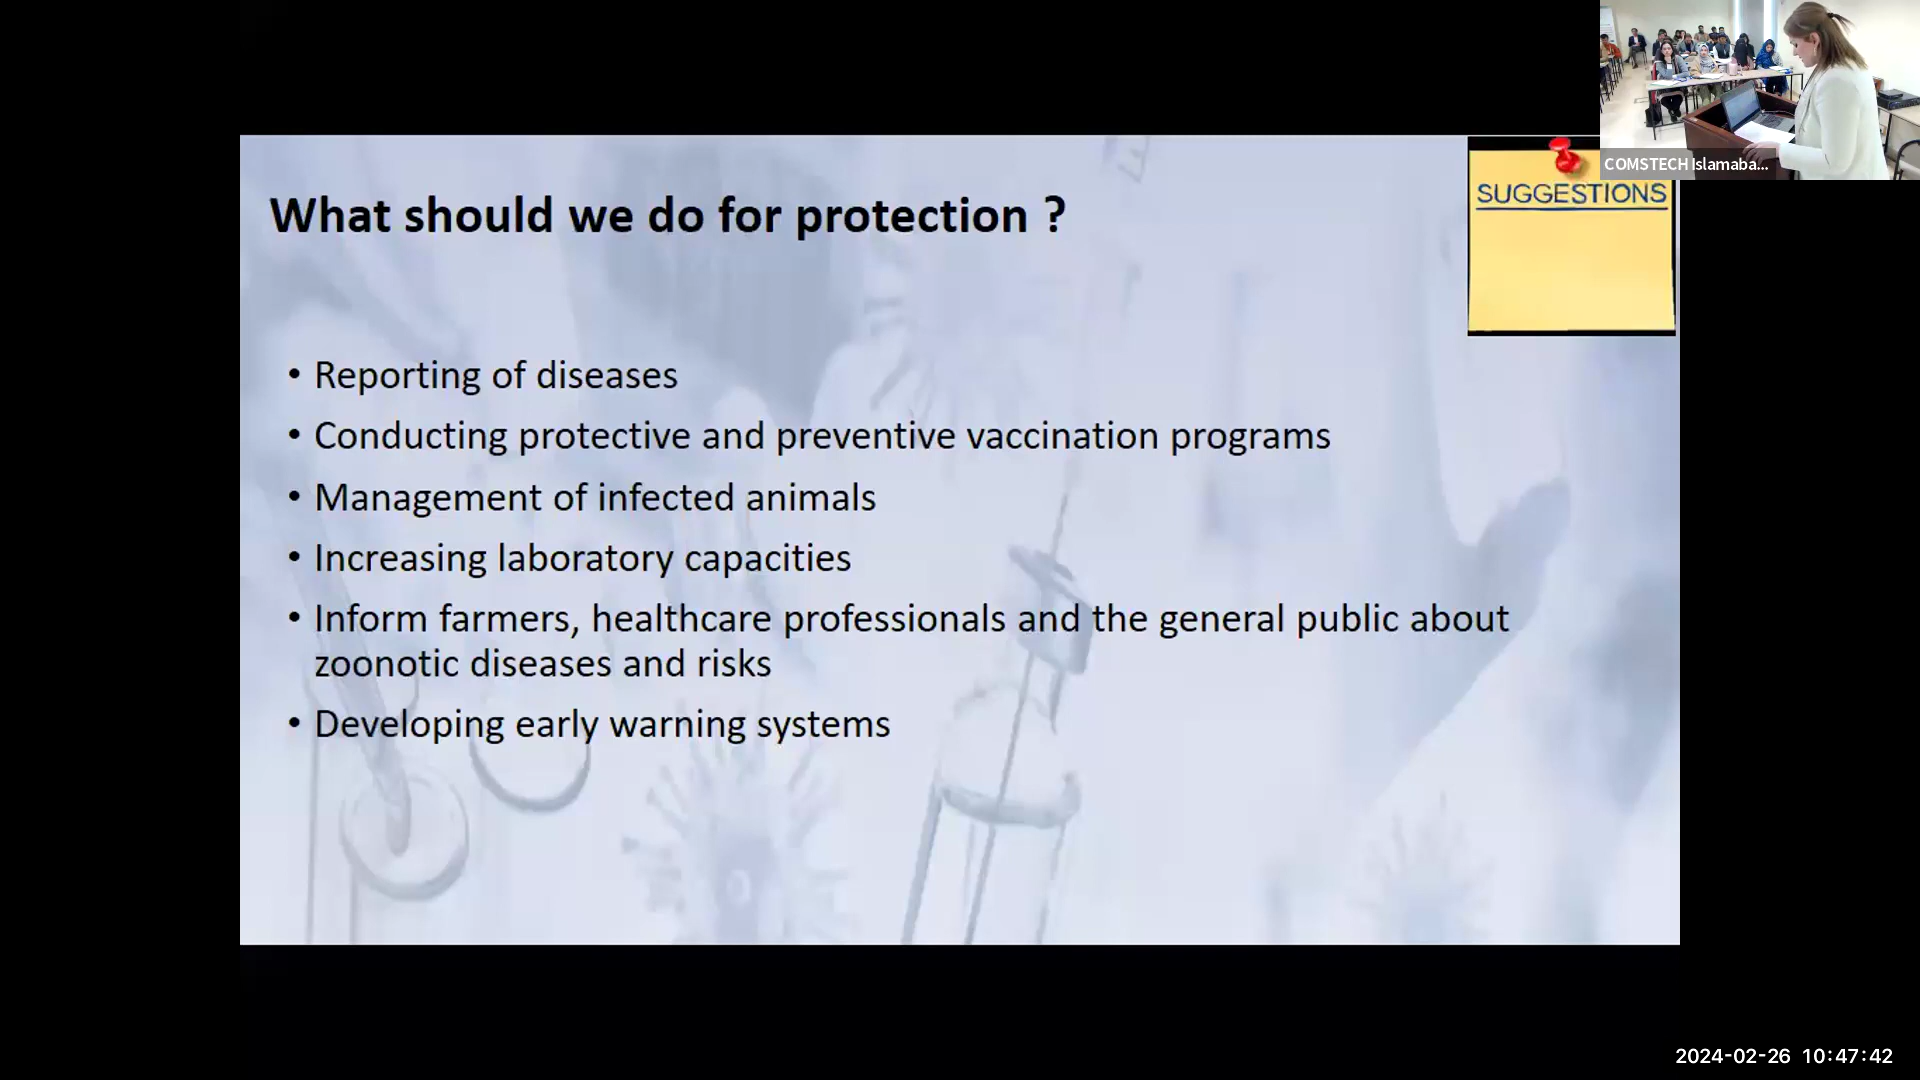 COMSTECH Islamaba...
SUGGESTIONS
What should we do for protection ?
• Reporting of diseases
• Conducting protective and preventive vaccination programs
• Management of infected animals
• Increasing laboratory capacities
• Inform farmers, healthcare professionals and the general public about
zoonotic diseases and risks
• Developing early warning systems
2024-02-26 10:47:42